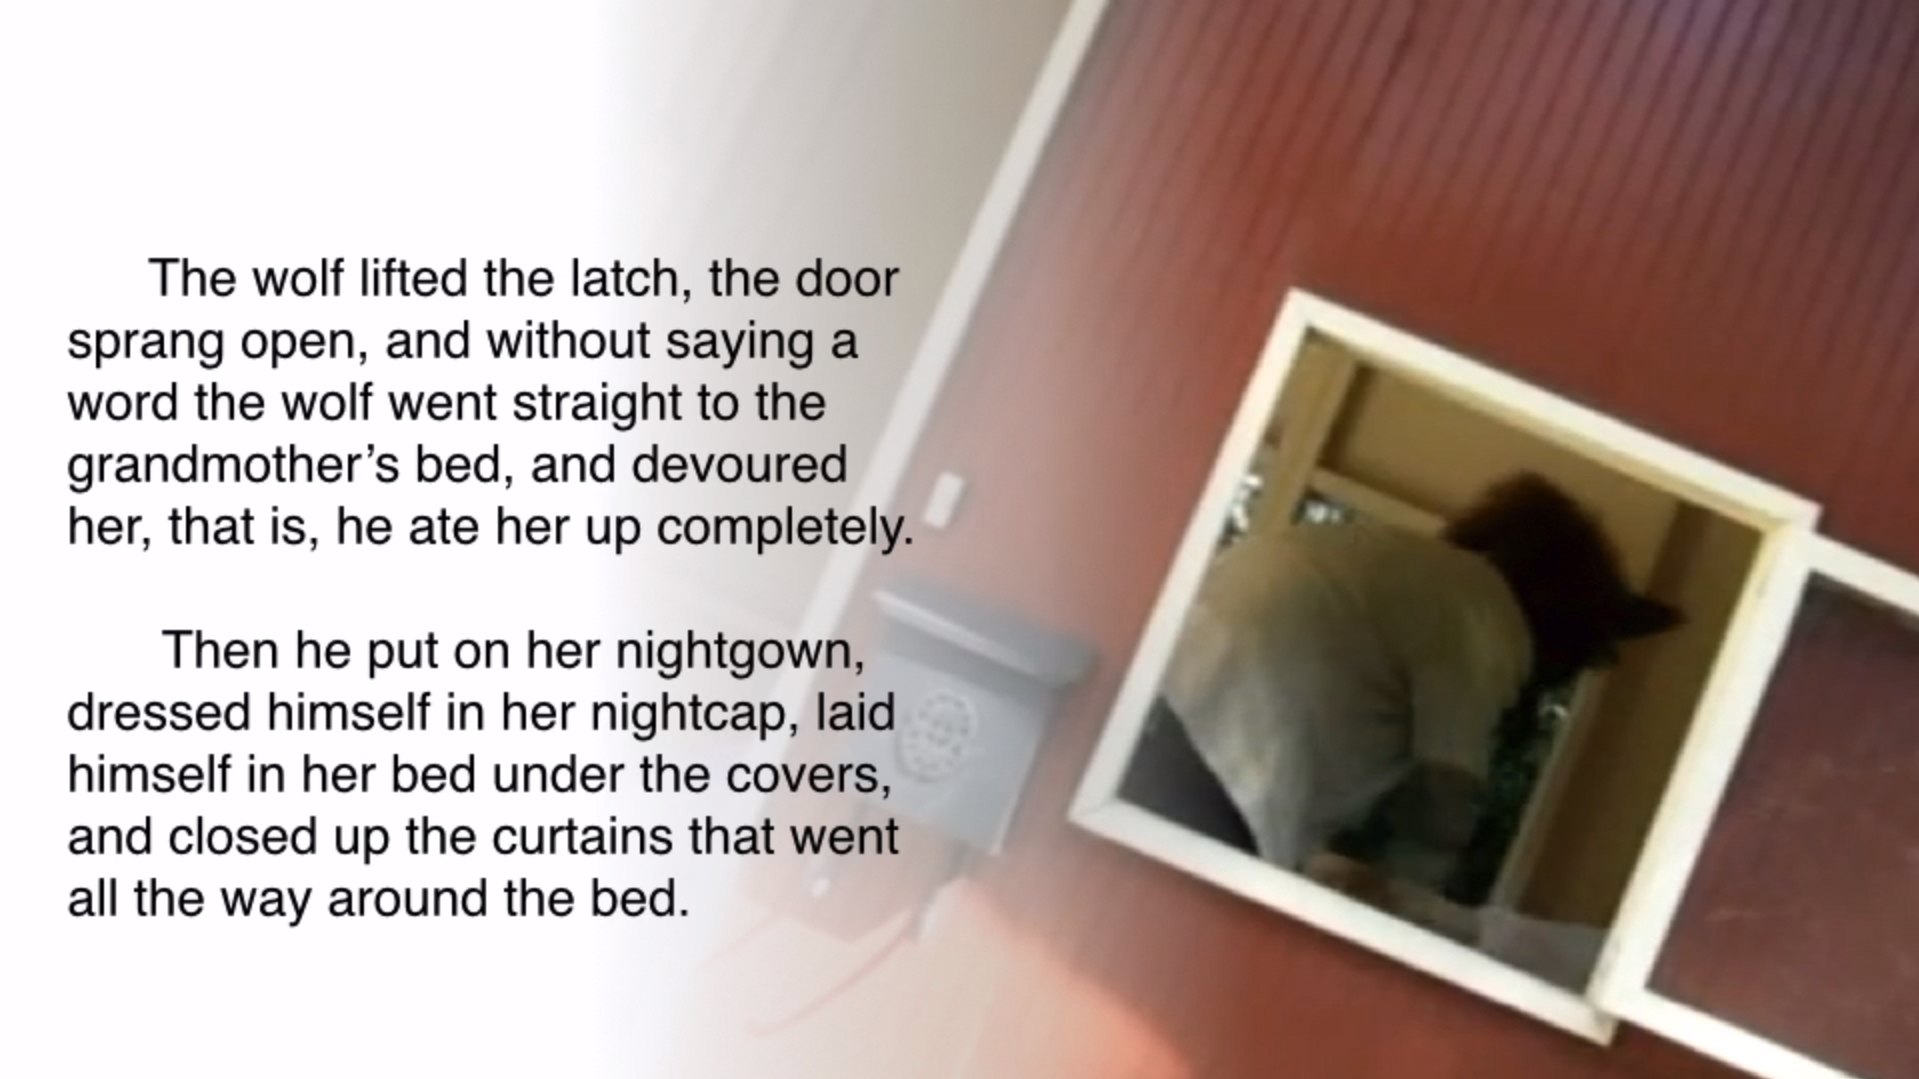 The wolf lifted the latch, the door
sprang open, and without saying a
word the wolf went straight to the
grandmother’s bed, and devoured
her, that is, he ate her up completely.
Then he put on her nightgown,
dressed himself in her nightcap, laid
himself in her bed under the covers,
and closed up the curtains that went
all the way around the bed.